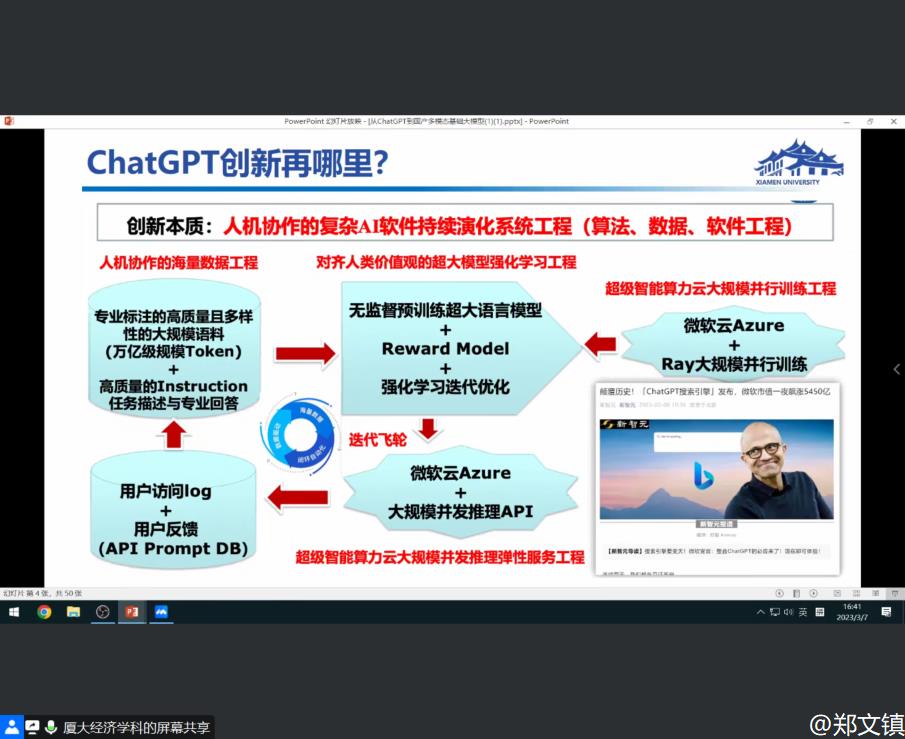 PowerPoint 幻灯片放映 - [从ChatGPT到国产多模态基础大模型(1)(1).pptx] - PowerPoint
ChatGPT创新再哪里?
XIAMEN UNIVERSITY
创新本质：人机协作的复杂AI软件持续演化系统工程（算法、数据、软件工程）
人机协作的海量数据工程
对齐人类价值观的超大模型强化学习工程
超级智能算力云大规模并行训练工程
专业标注的高质量且多样
性的大规模语料
(万亿级规模Token)
+
高质量的Instruction
任务描述与专业回答
无监督预训练超大语言模型
+
Reward Model
+
强化学习迭代优化
微软云Azure
+
Ray大规模并行训练
海量数据
闭环自动化
迭代飞轮
用户访问log
+
用户反馈
(API Prompt DB)
微软云Azure
+
大规模并发推理API
超级智能算力云大规模并发推理弹性服务工程
颠覆历史！「ChatGPT搜索引擎」发布，微软市值一夜飙涨5450亿
新智元
新智元报道
【新智元导读】搜索引擎变天！微软宣言：整合ChatGPT的必应来了！现在即可体验！
幻灯片 第 4 张，共 50 张
英
16:41
2023/3/7
厦大经济学科的屏幕共享
@郑文镇